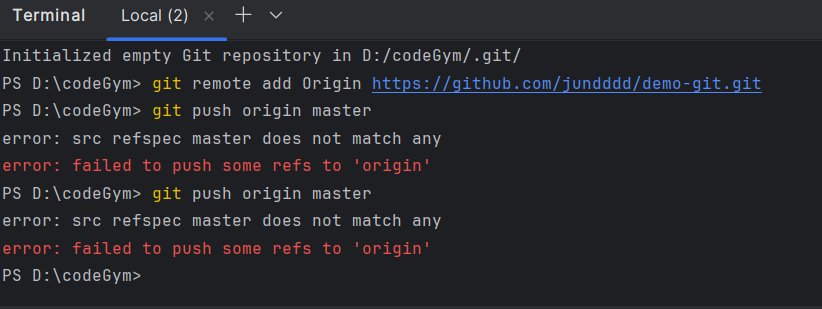 Terminal Local (2) × +
Initialized empty Git repository in D:/codeGym/.git/
PS D:\codeGym> git remote add Origin https://github.com/jundddd/demo-git.git
PS D:\codeGym> git push origin master
error: src refspec master does not match any
error: failed to push some refs to 'origin'
PS D:\codeGym> git push origin master
error: src refspec master does not match any
error: failed to push some refs to 'origin'
PS D:\codeGym>